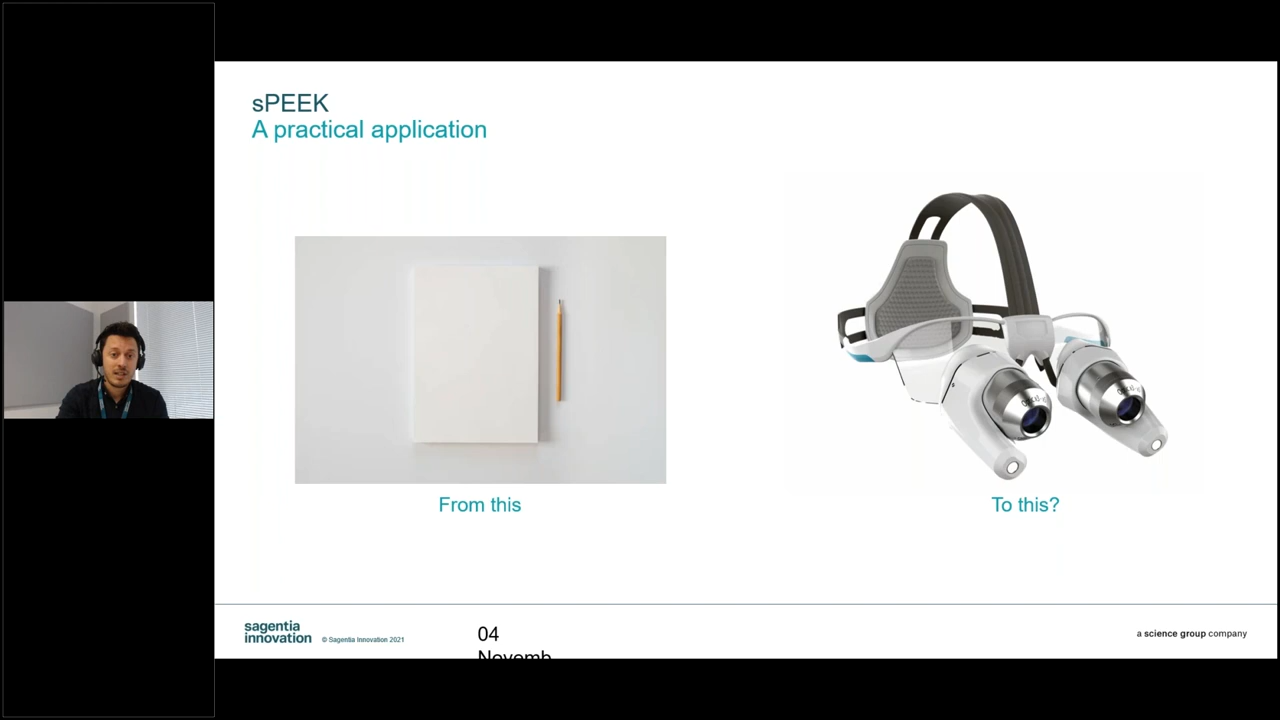 sPEEK
A practical application
From this
To this?
sagentia
innovation
© Sagentia Innovation 2021
04
Novemb
a science group company